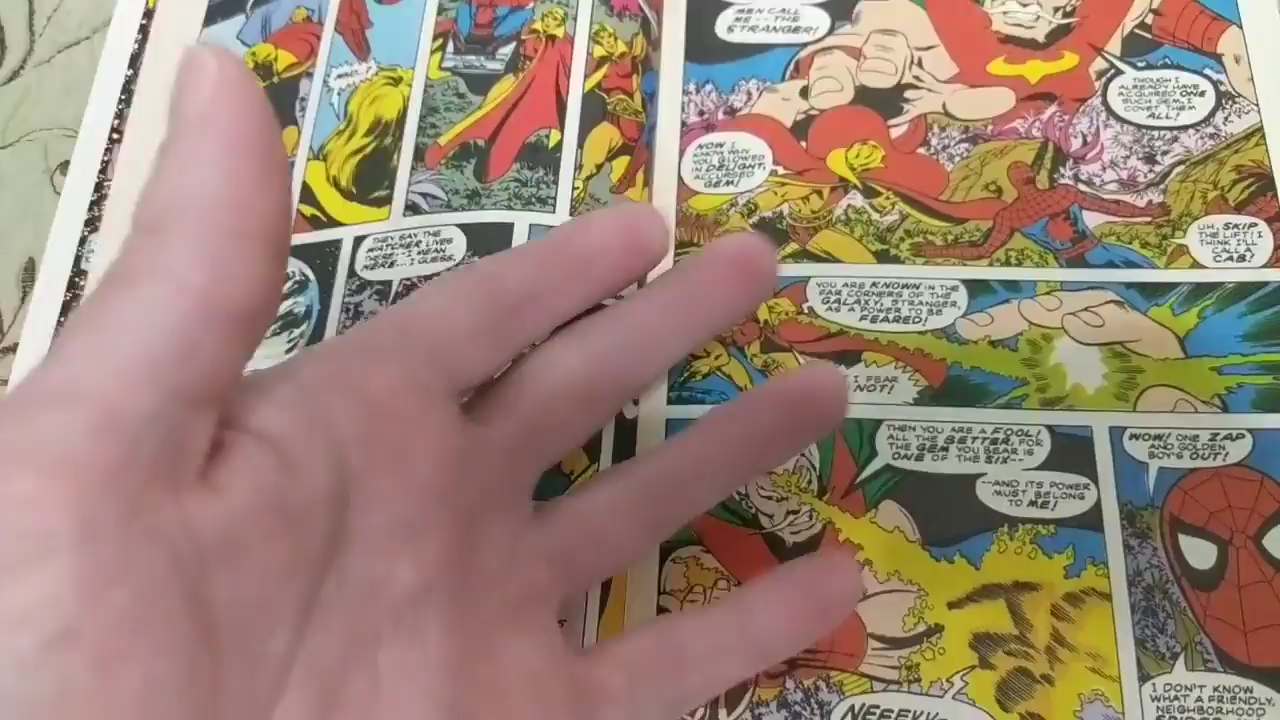 THEY SAY THE
WATCHER LIVES
HERE--I MEAN
HERE...I GUESS.
MEN CALL
ME -- THE
STRANGER!
THOUGH I
ALREADY HAVE
ACQUIRED ONE
SUCH GEM, I
COVET THEM
ALL!
NOW I
KNOW WHY
YOU GLOWED
IN DELIGHT,
ACCURSED
GEM!
UH, SKIP
THE LIFT! I
THINK I'LL
CALL A
CAB!
YOU ARE KNOWN IN THE
FAR CORNERS OF THE
GALAXY, STRANGER,
AS A POWER TO BE
FEARED!
I FEAR
NOT!
THEN YOU ARE A FOOL!
ALL THE BETTER, FOR
THE GEM YOU BEAR IS
ONE OF THE SIX--
--AND ITS POWER
MUST BELONG
TO ME!
WOW! ONE ZAP
AND GOLDEN
BOY'S OUT!
I DON'T KNOW
WHAT A FRIENDLY,
NEIGHBORHOOD